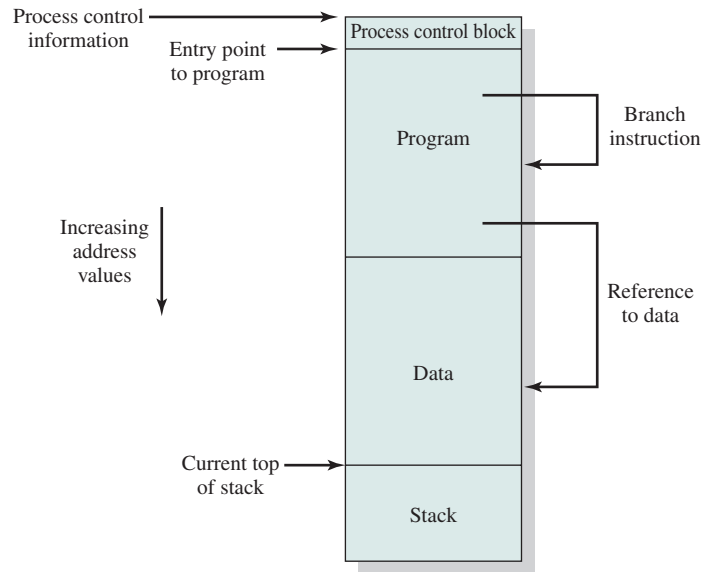 Process control
information
Process control block
Entry point
to program
Program
Branch
instruction
Increasing
address
values
Reference
to data
Data
Current top
of stack
Stack